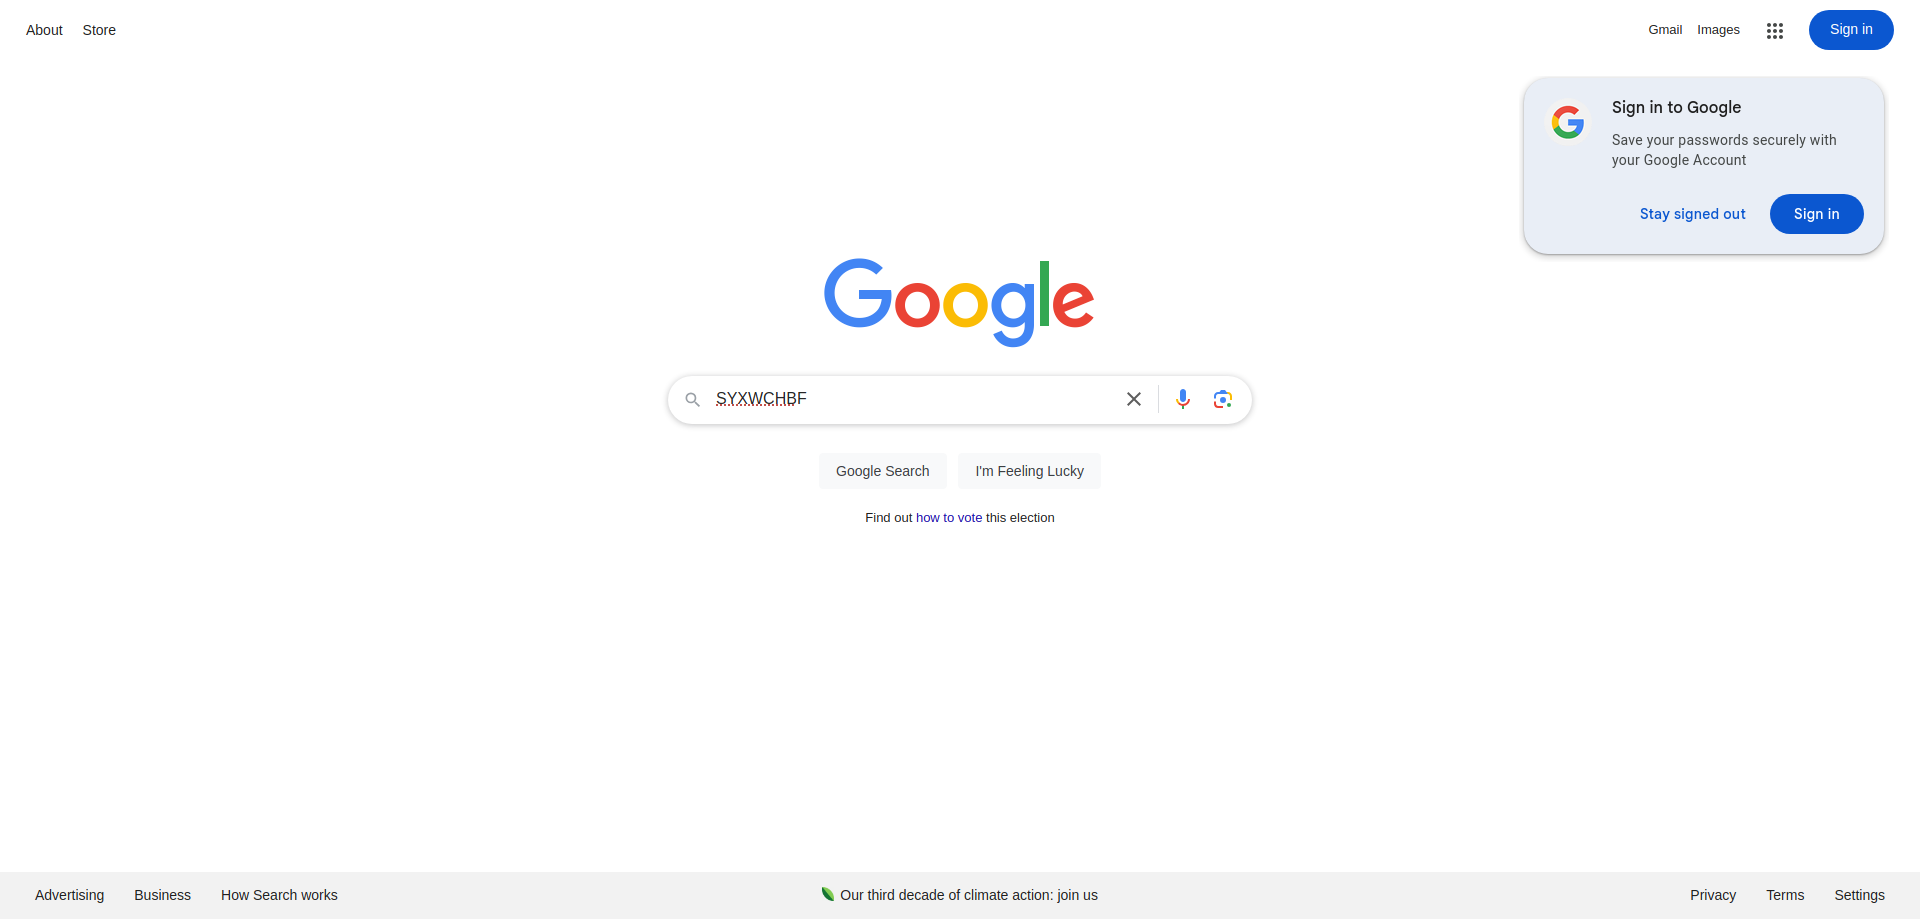 About Store
Gmail Images Sign in
Sign in to Google
Save your passwords securely with
your Google Account
Stay signed out Sign in
Google
SYXWCHBF
Google Search I'm Feeling Lucky
Find out how to vote this election
Advertising Business How Search works
Our third decade of climate action: join us
Privacy Terms Settings